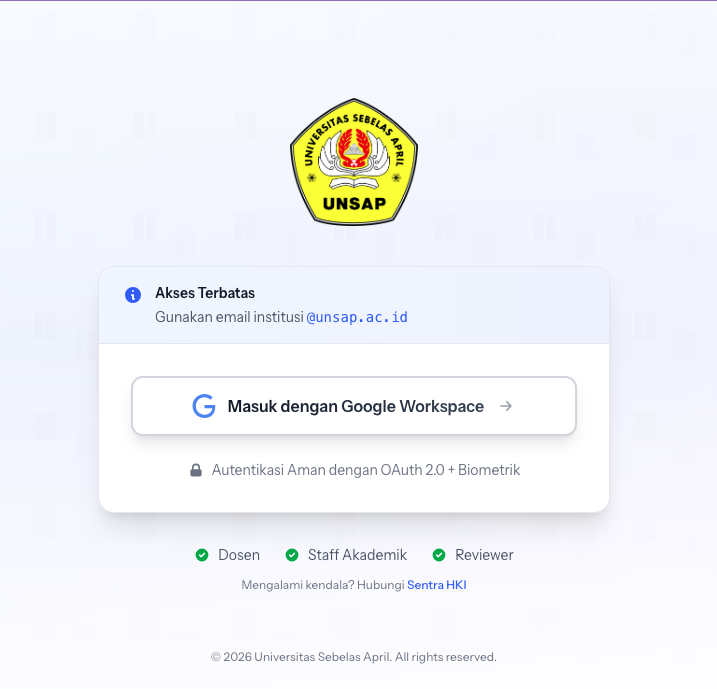 UNIVERSITAS SEBELAS APRIL
UNSAP
Akses Terbatas
Gunakan email institusi @unsap.ac.id
Masuk dengan Google Workspace →
Autentikasi Aman dengan OAuth 2.0 + Biometrik
Dosen Staff Akademik Reviewer
Mengalami kendala? Hubungi Sentra HKI
© 2026 Universitas Sebelas April. All rights reserved.